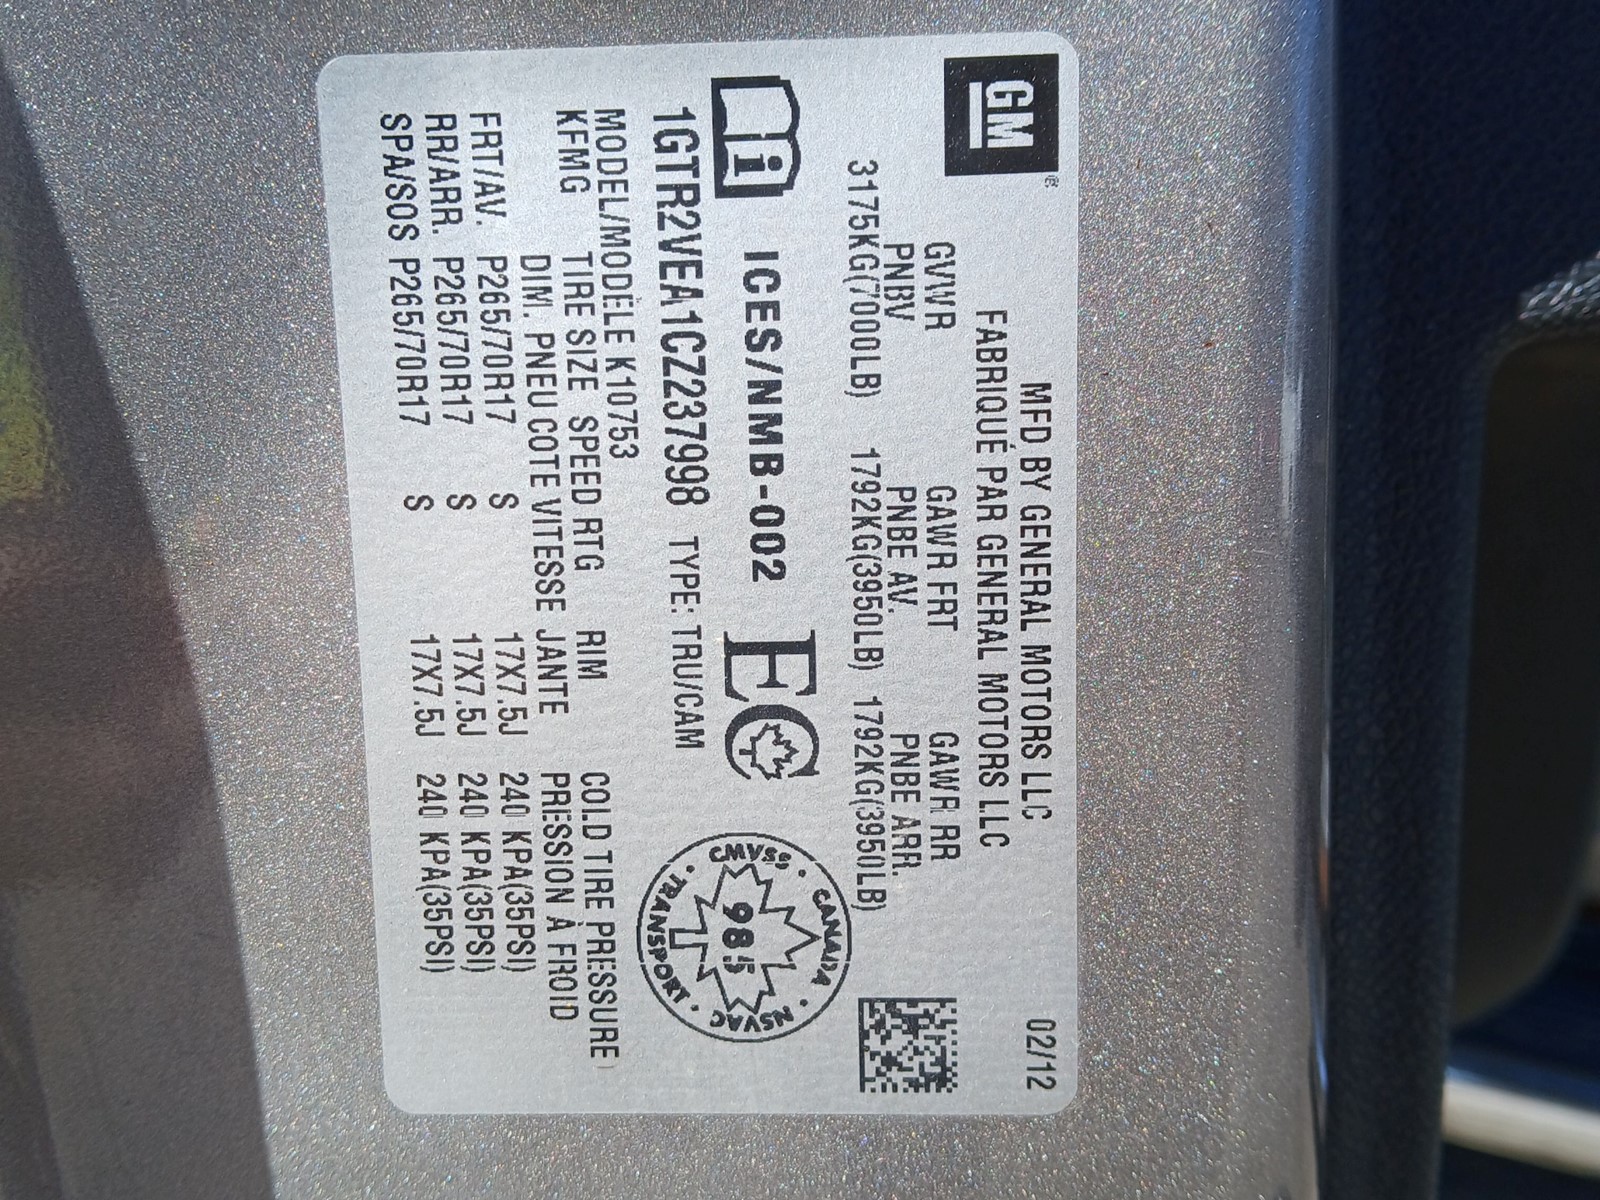 GM
MFD BY GENERAL MOTORS LLC 02/12
FABRIQUÉ PAR GENERAL MOTORS LLC
GVWR GAWR FRT GAWR RR
PNBV PNBE AV. PNBE ARR.
3175KG(7000LB) 1792KG(3950LB) 1792KG(3950LB)
i ICES/NMB-002 EC
CMVSS · CANADA · NSVAC · TRANSPORT ·
985
1GTR2VEA1CZ237998 TYPE: TRU/CAM
MODEL/MODÈLE K10753
KFMG TIRE SIZE SPEED RTG RIM COLD TIRE PRESSURE
DIM. PNEU COTE VITESSE JANTE PRESSION À FROID
FRT/AV. P265/70R17 S 17X7.5J 240 KPA(35PSI)
RR/ARR. P265/70R17 S 17X7.5J 240 KPA(35PSI)
SPA/SOS P265/70R17 S 17X7.5J 240 KPA(35PSI)